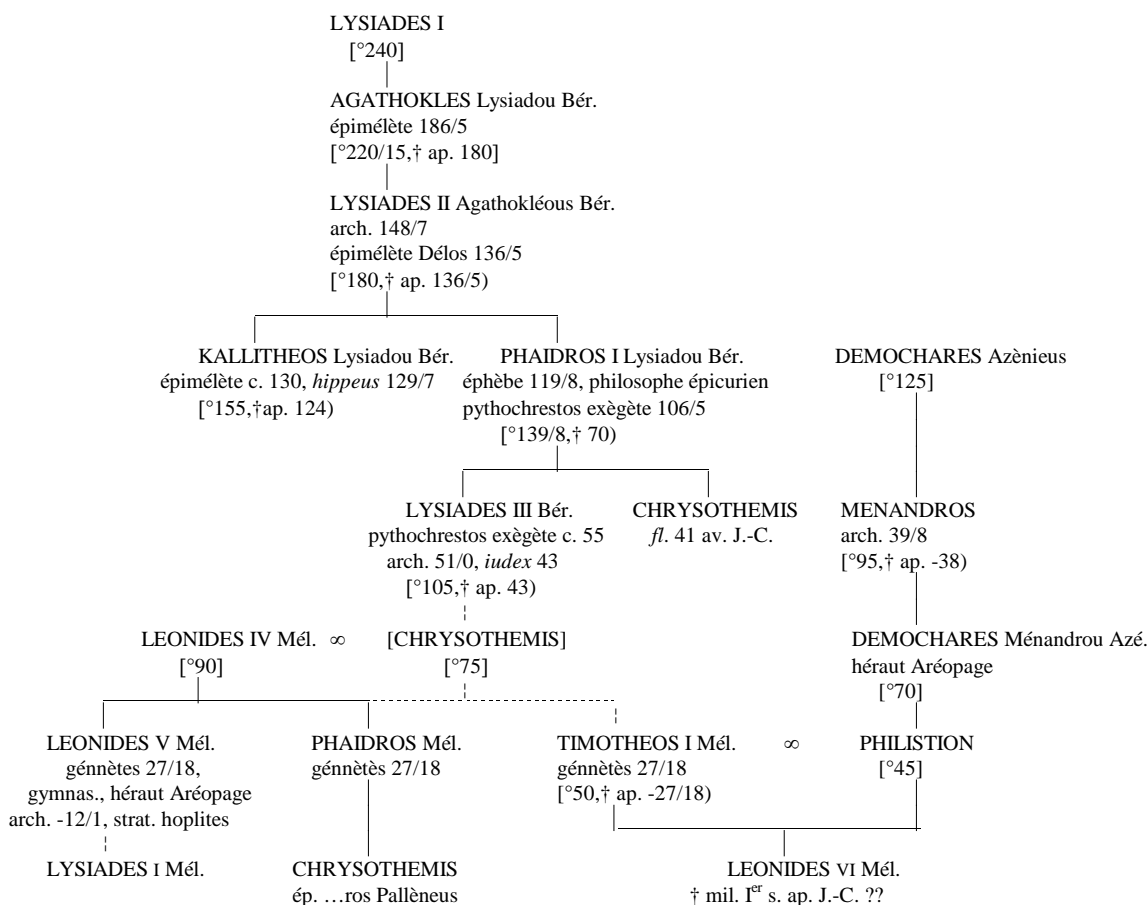 LYSIADES I
[°240]
AGATHOKLES Lysiadou Bér.
épimélète 186/5
[°220/15,† ap. 180]
LYSIADES II Agathokléous Bér.
arch. 148/7
épimélète Délos 136/5
[°180,† ap. 136/5)
KALLITHEOS Lysiadou Bér.
épimélète c. 130, hippeus 129/7
[°155,†ap. 124)
PHAIDROS I Lysiadou Bér.
éphèbe 119/8, philosophe épicurien
pythochrestos exègète 106/5
[°139/8,† 70)
DEMOCHARES Azènieus
[°125]
LYSIADES III Bér.
pythochrestos exègète c. 55
arch. 51/0, iudex 43
[°105,† ap. 43)
CHRYSOTHEMIS
fl. 41 av. J.-C.
MENANDROS
arch. 39/8
[°95,† ap. -38)
LEONIDES IV Mél. ∞ [CHRYSOTHEMIS]
[°90] [°75]
DEMOCHARES Ménandrou Azé.
héraut Aréopage
[°70]
LEONIDES V Mél.
génnètes 27/18,
gymnas., héraut Aréopage
arch. -12/1, strat. hoplites
PHAIDROS Mél.
génnètès 27/18
TIMOTHEOS I Mél. ∞ PHILISTION
génnètès 27/18 [°45]
[°50,† ap. -27/18)
LYSIADES I Mél.
CHRYSOTHEMIS
ép. …ros Pallèneus
LEONIDES VI Mél.
† mil. Ier s. ap. J.-C. ??